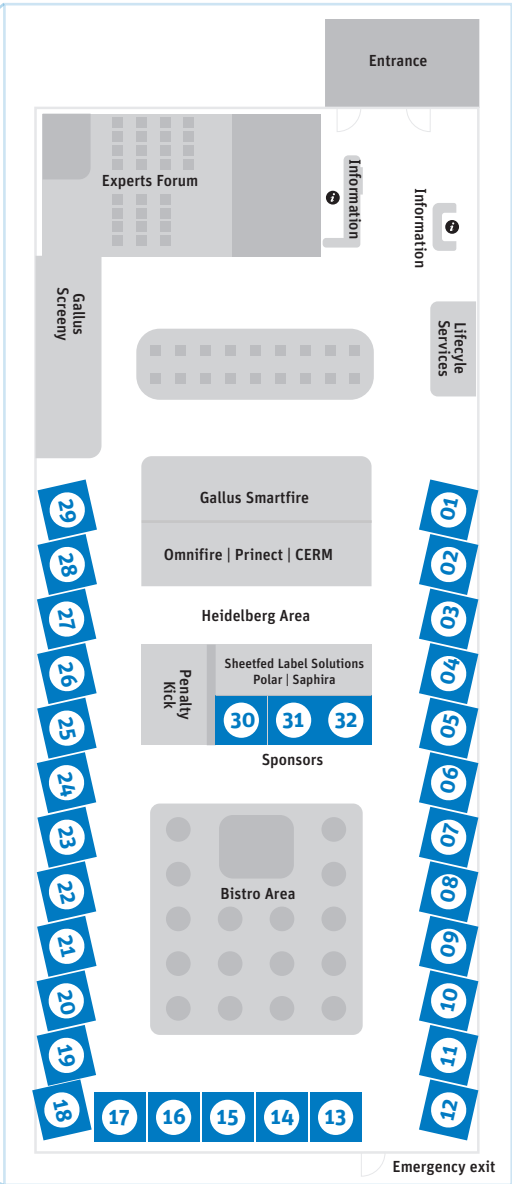 Entrance
Experts Forum
Information
i
Information
i
Gallus
Screeny
Lifecyle
Services
Gallus Smartfire
Omnifire | Prinect | CERM
Heidelberg Area
Penalty
Kick
Sheetfed Label Solutions
Polar | Saphira
30 31 32
Sponsors
Bistro Area
29
28
27
26
25
24
23
22
21
20
19
18
17 16 15 14 13
01
02
03
04
05
06
07
08
09
10
11
12
Emergency exit